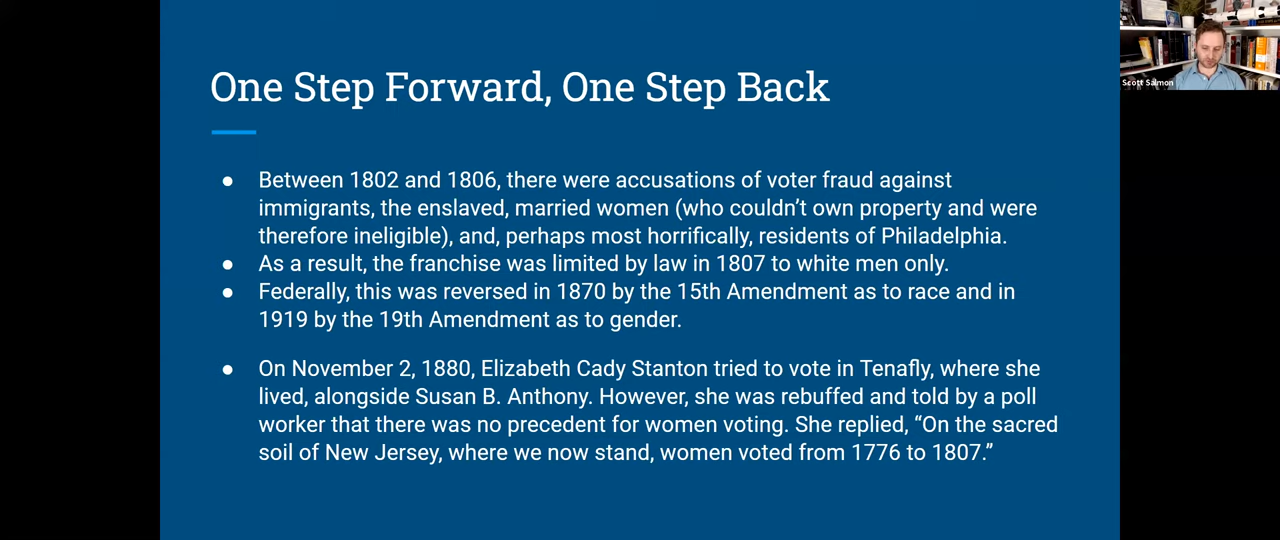 One Step Forward, One Step Back
Scott Salmon
● Between 1802 and 1806, there were accusations of voter fraud against
immigrants, the enslaved, married women (who couldn’t own property and were
therefore ineligible), and, perhaps most horrifically, residents of Philadelphia.
● As a result, the franchise was limited by law in 1807 to white men only.
● Federally, this was reversed in 1870 by the 15th Amendment as to race and in
1919 by the 19th Amendment as to gender.
● On November 2, 1880, Elizabeth Cady Stanton tried to vote in Tenafly, where she
lived, alongside Susan B. Anthony. However, she was rebuffed and told by a poll
worker that there was no precedent for women voting. She replied, “On the sacred
soil of New Jersey, where we now stand, women voted from 1776 to 1807.”